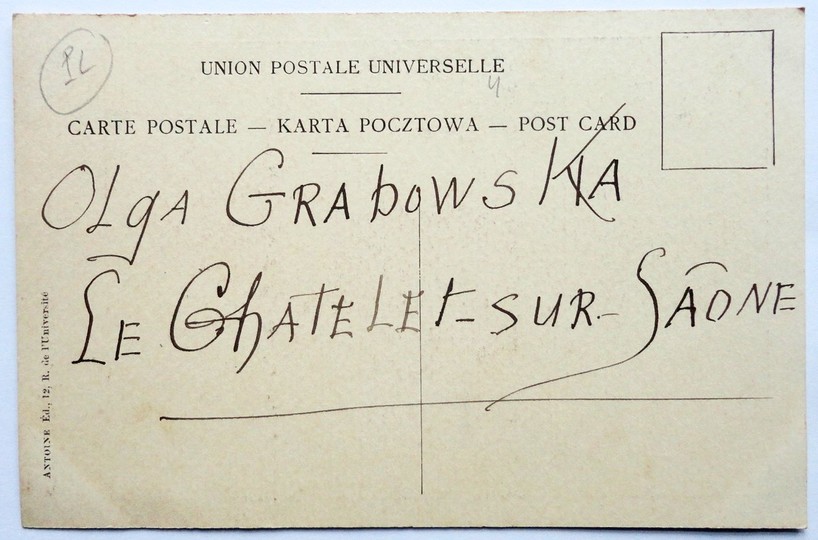 PL
UNION POSTALE UNIVERSELLE
4
CARTE POSTALE — KARTA POCZTOWA — POST CARD
OLgA GRAbOWSKA
LE ChATELEt-SUR-SAÔNE
ANTOINE Éd., 12, R. de l'Université